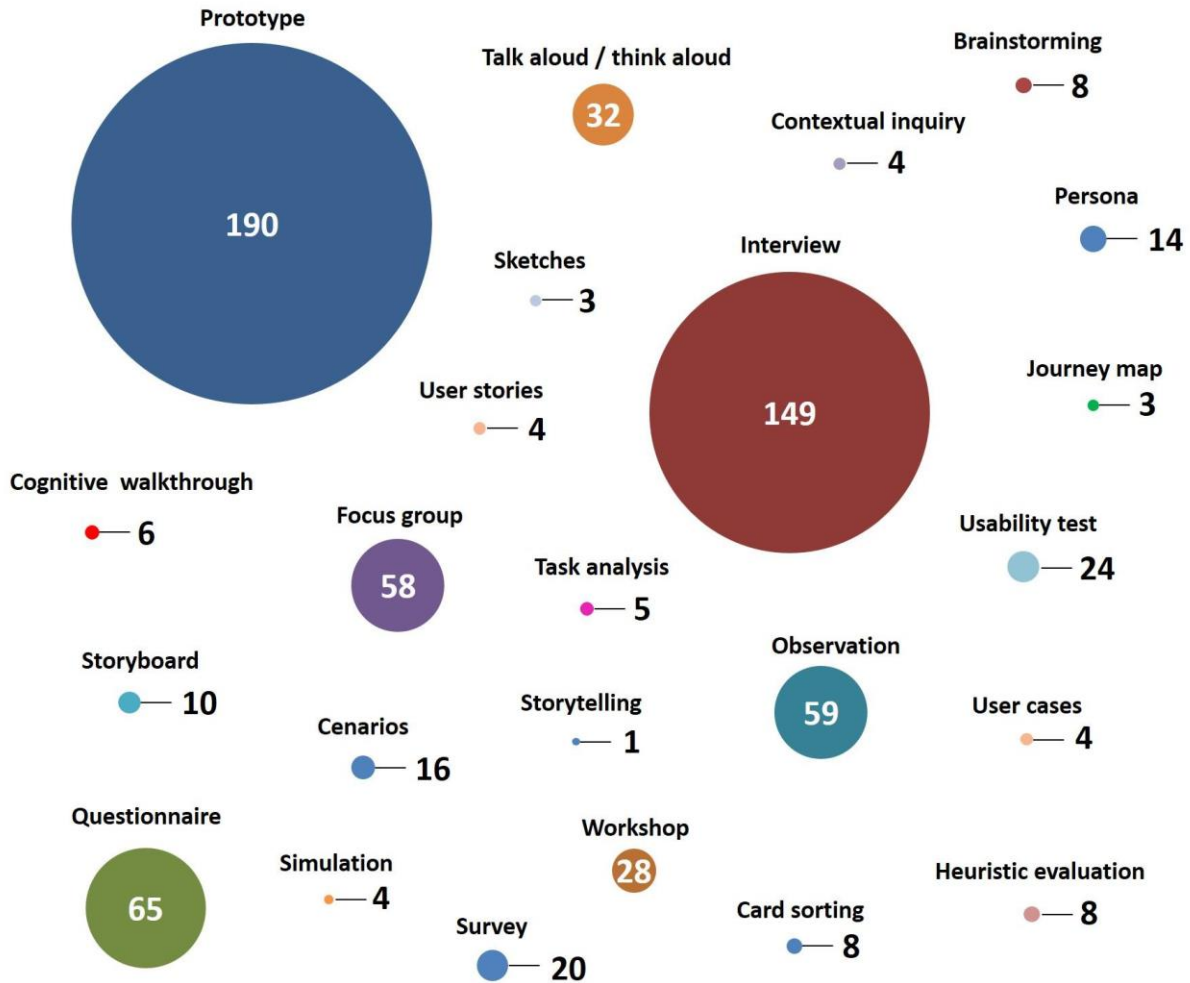 Prototype
190
Talk aloud / think aloud
32
Brainstorming
8
Contextual inquiry
4
Persona
14
Sketches
3
Interview
149
User stories
4
Journey map
3
Cognitive walkthrough
6
Focus group
58
Usability test
24
Task analysis
5
Storyboard
10
Observation
59
Cenarios
16
Storytelling
1
User cases
4
Questionnaire
65
Simulation
4
Workshop
28
Heuristic evaluation
8
Survey
20
Card sorting
8